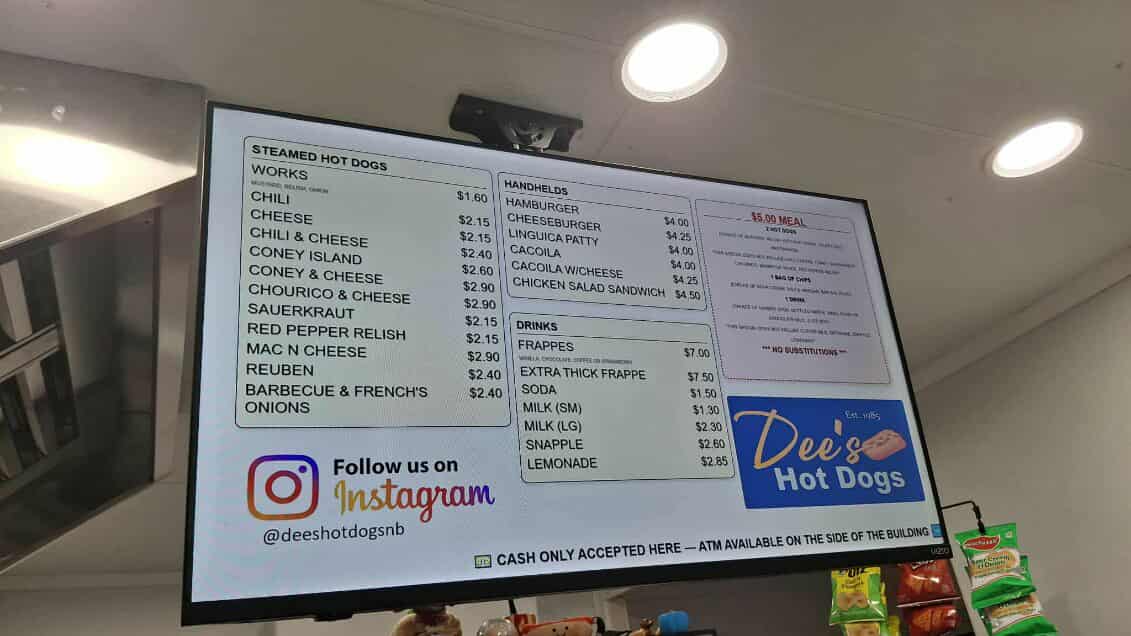 STEAMED HOT DOGS
WORKS $1.60
MUSTARD, RELISH, ONION
CHILI $2.15
CHEESE $2.15
CHILI & CHEESE $2.40
CONEY ISLAND $2.60
CONEY & CHEESE $2.90
CHOURICO & CHEESE $2.90
SAUERKRAUT $2.15
RED PEPPER RELISH $2.15
MAC N CHEESE $2.90
REUBEN $2.40
BARBECUE & FRENCH'S $2.40
ONIONS
HANDHELDS
HAMBURGER $4.00
CHEESEBURGER $4.25
LINGUICA PATTY $4.00
CACOILA $4.00
CACOILA W/CHEESE $4.25
CHICKEN SALAD SANDWICH $4.50
DRINKS
FRAPPES $7.00
VANILLA, CHOCOLATE, COFFEE OR STRAWBERRY
EXTRA THICK FRAPPE $7.50
SODA $1.50
MILK (SM) $1.30
MILK (LG) $2.30
SNAPPLE $2.60
LEMONADE $2.85
$5.00 MEAL
2 HOT DOGS
1 BAG OF CHIPS
1 DRINK
*** NO SUBSTITUTIONS ***
Est. 1985
Dee's
Hot Dogs
Follow us on
Instagram
@deeshotdogsnb
CASH ONLY ACCEPTED HERE — ATM AVAILABLE ON THE SIDE OF THE BUILDING
VIZIO